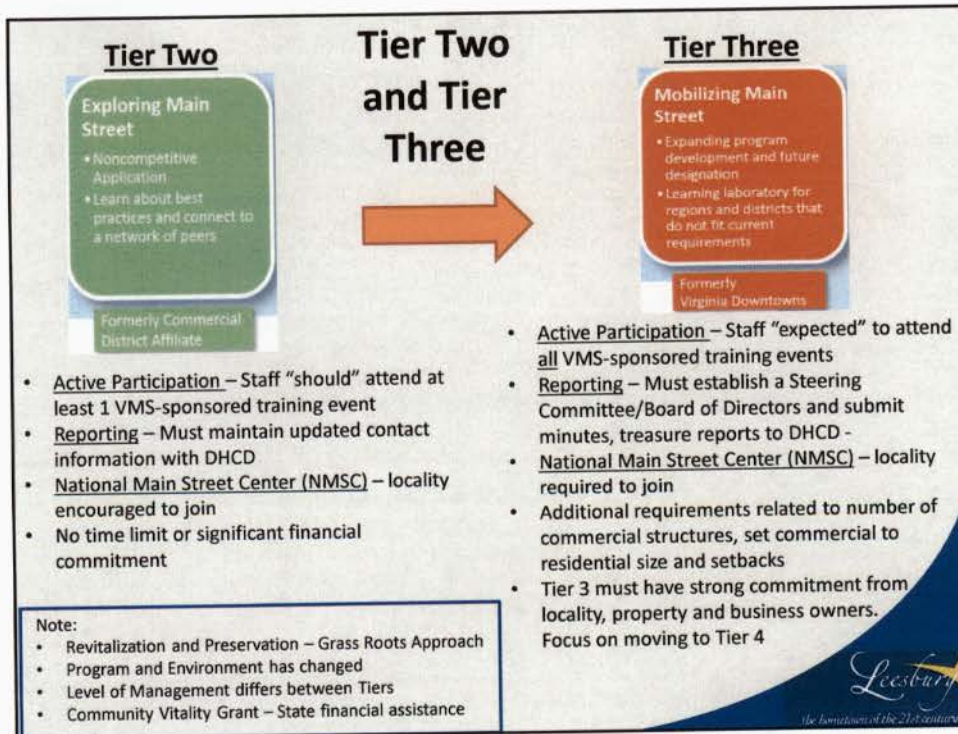 Tier Two
Exploring Main
Street
• Noncompetitive
Application
• Learn about best
practices and connect to
a network of peers
Formerly Commercial
District Affiliate
• Active Participation – Staff "should" attend at
least 1 VMS-sponsored training event
• Reporting – Must maintain updated contact
information with DHCD
• National Main Street Center (NMSC) – locality
encouraged to join
• No time limit or significant financial
commitment
Note:
• Revitalization and Preservation – Grass Roots Approach
• Program and Environment has changed
• Level of Management differs between Tiers
• Community Vitality Grant – State financial assistance
Tier Two
and Tier
Three
Tier Three
Mobilizing Main
Street
• Expanding program
development and future
designation
• Learning laboratory for
regions and districts that
do not fit current
requirements
Formerly
Virginia Downtowns
• Active Participation – Staff "expected" to attend
all VMS-sponsored training events
• Reporting – Must establish a Steering
Committee/Board of Directors and submit
minutes, treasure reports to DHCD -
• National Main Street Center (NMSC) – locality
required to join
• Additional requirements related to number of
commercial structures, set commercial to
residential size and setbacks
• Tier 3 must have strong commitment from
locality, property and business owners.
Focus on moving to Tier 4
Leesburg
the hometown of the 21st century